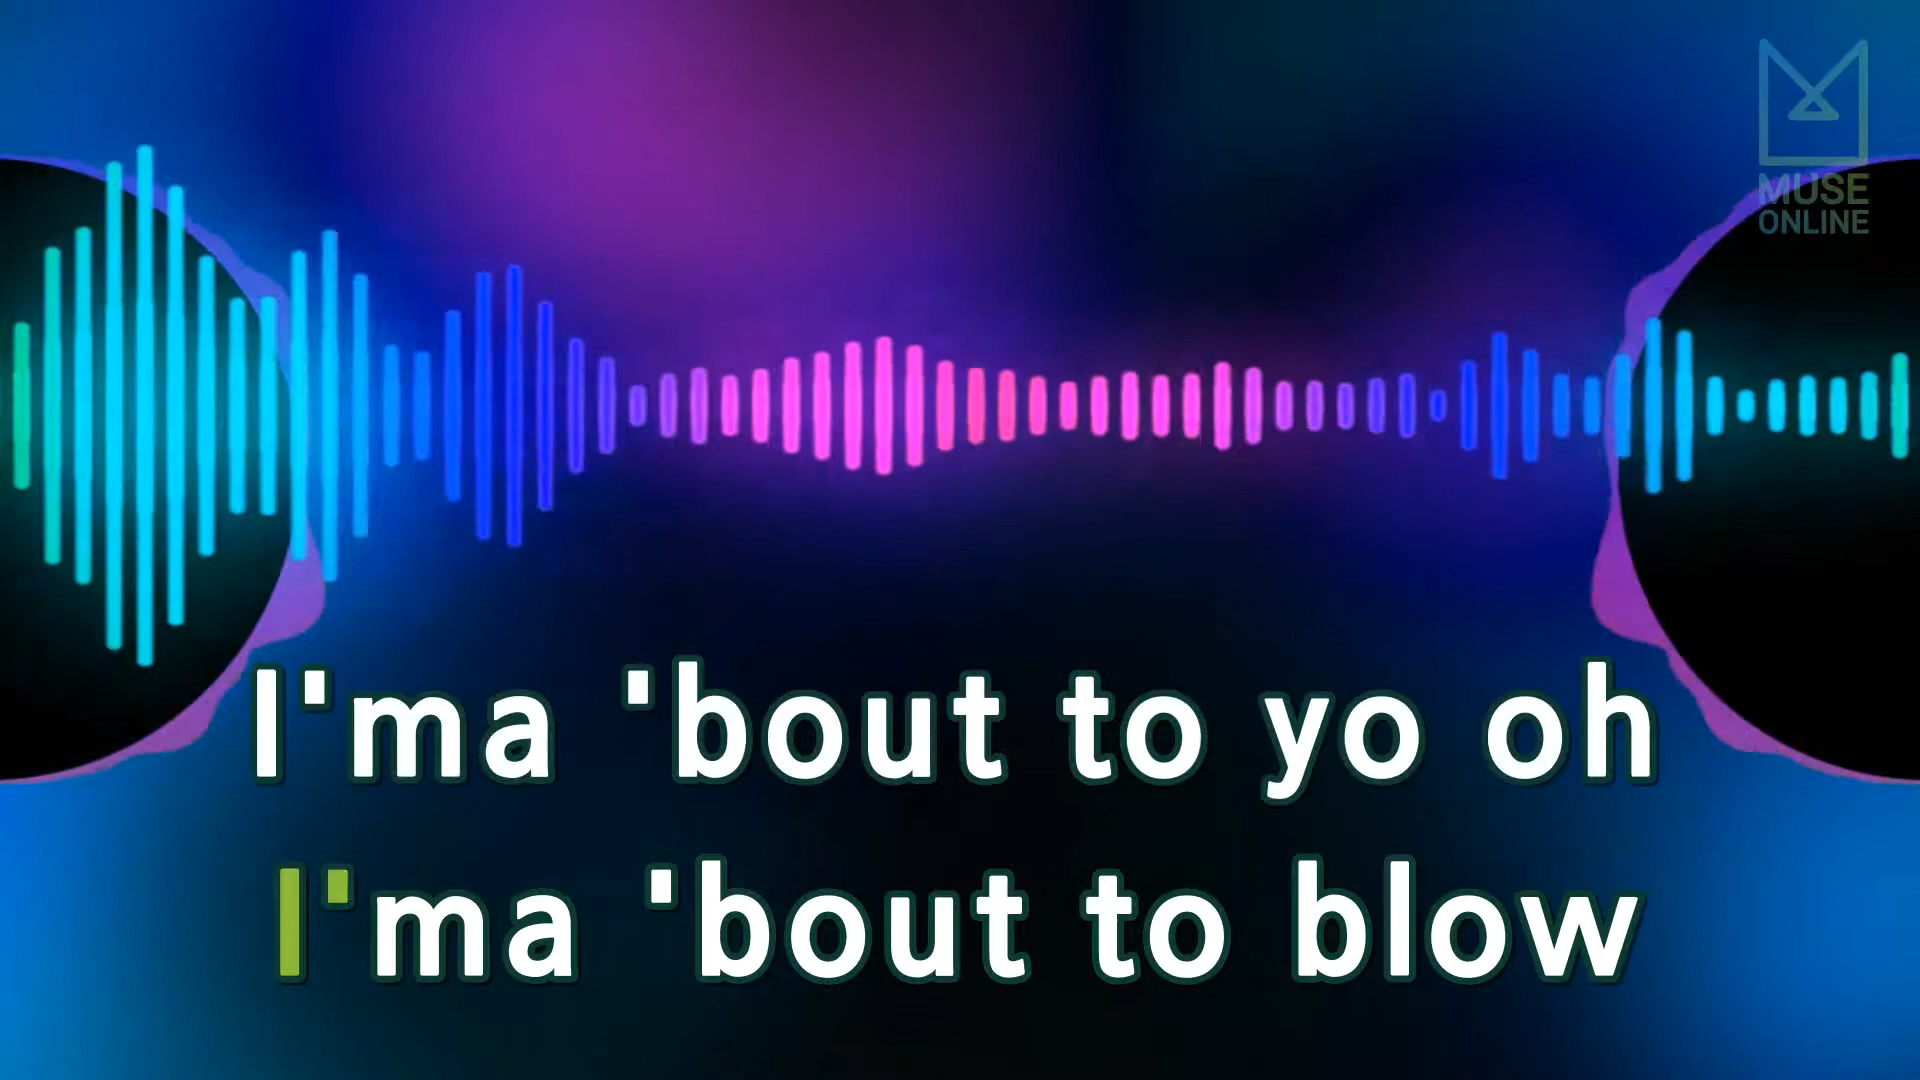 MUSE
ONLINE
I'ma 'bout to yo oh
I'ma 'bout to blow